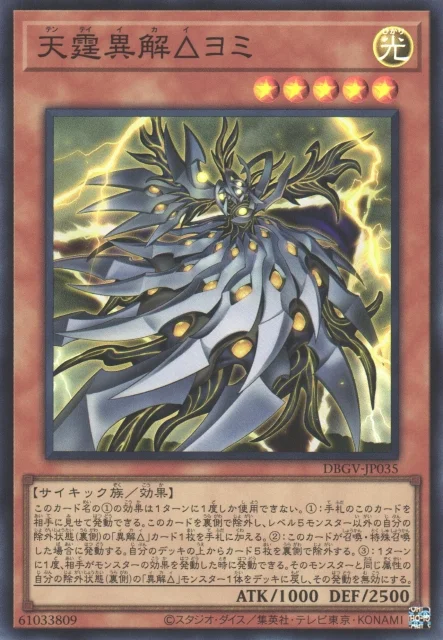 天霆異解△ヨミ
光
【サイキック族／効果】
このカード名の①の効果は１ターンに１度しか使用できない。①：手札のこのカードを
相手に見せて発動できる。このカードを裏側で除外し、レベル５モンスター以外の自分の
除外状態(裏側)の「異解」カード１枚を手札に加える。②：このカードが召喚・特殊召喚
した場合に発動する。自分のデッキの上からカード５枚を裏側で除外する。③：１ターン
に１度、相手がモンスターの効果を発動した時に発動できる。そのモンスターと同じ属性の
自分の除外状態(裏側)の「異解」モンスター１体をデッキに戻し、その発動を無効にする。
DBGV-JP035
ATK/1000 DEF/2500
61033809
©スタジオ・ダイス／集英社・テレビ東京・KONAMI